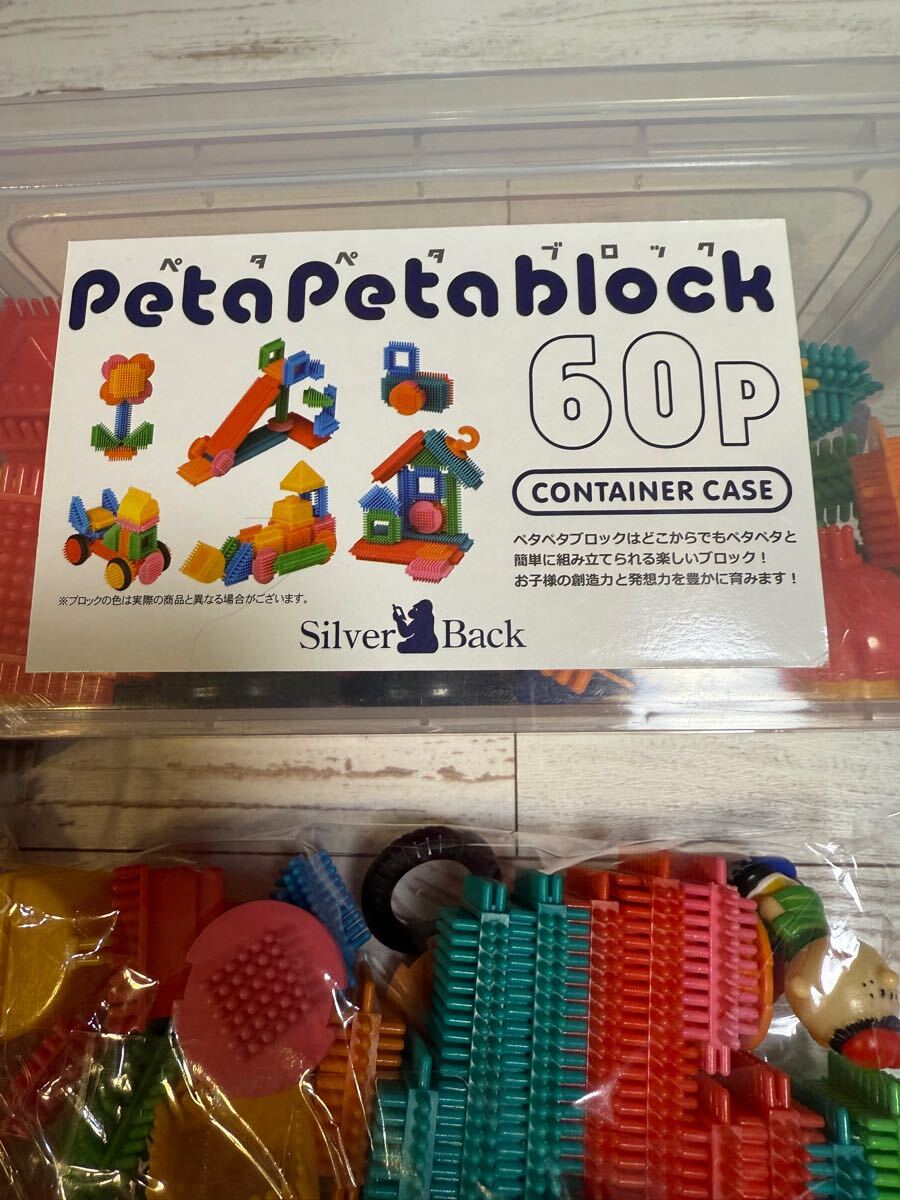 ペタペタブロック
PetaPetablock
60P
CONTAINER CASE
ペタペタブロックはどこからでもペタペタと
簡単に組み立てられる楽しいブロック！
お子様の創造力と発想力を豊かに育みます！
※ブロックの色は実際の商品と異なる場合がございます。
Silver Back